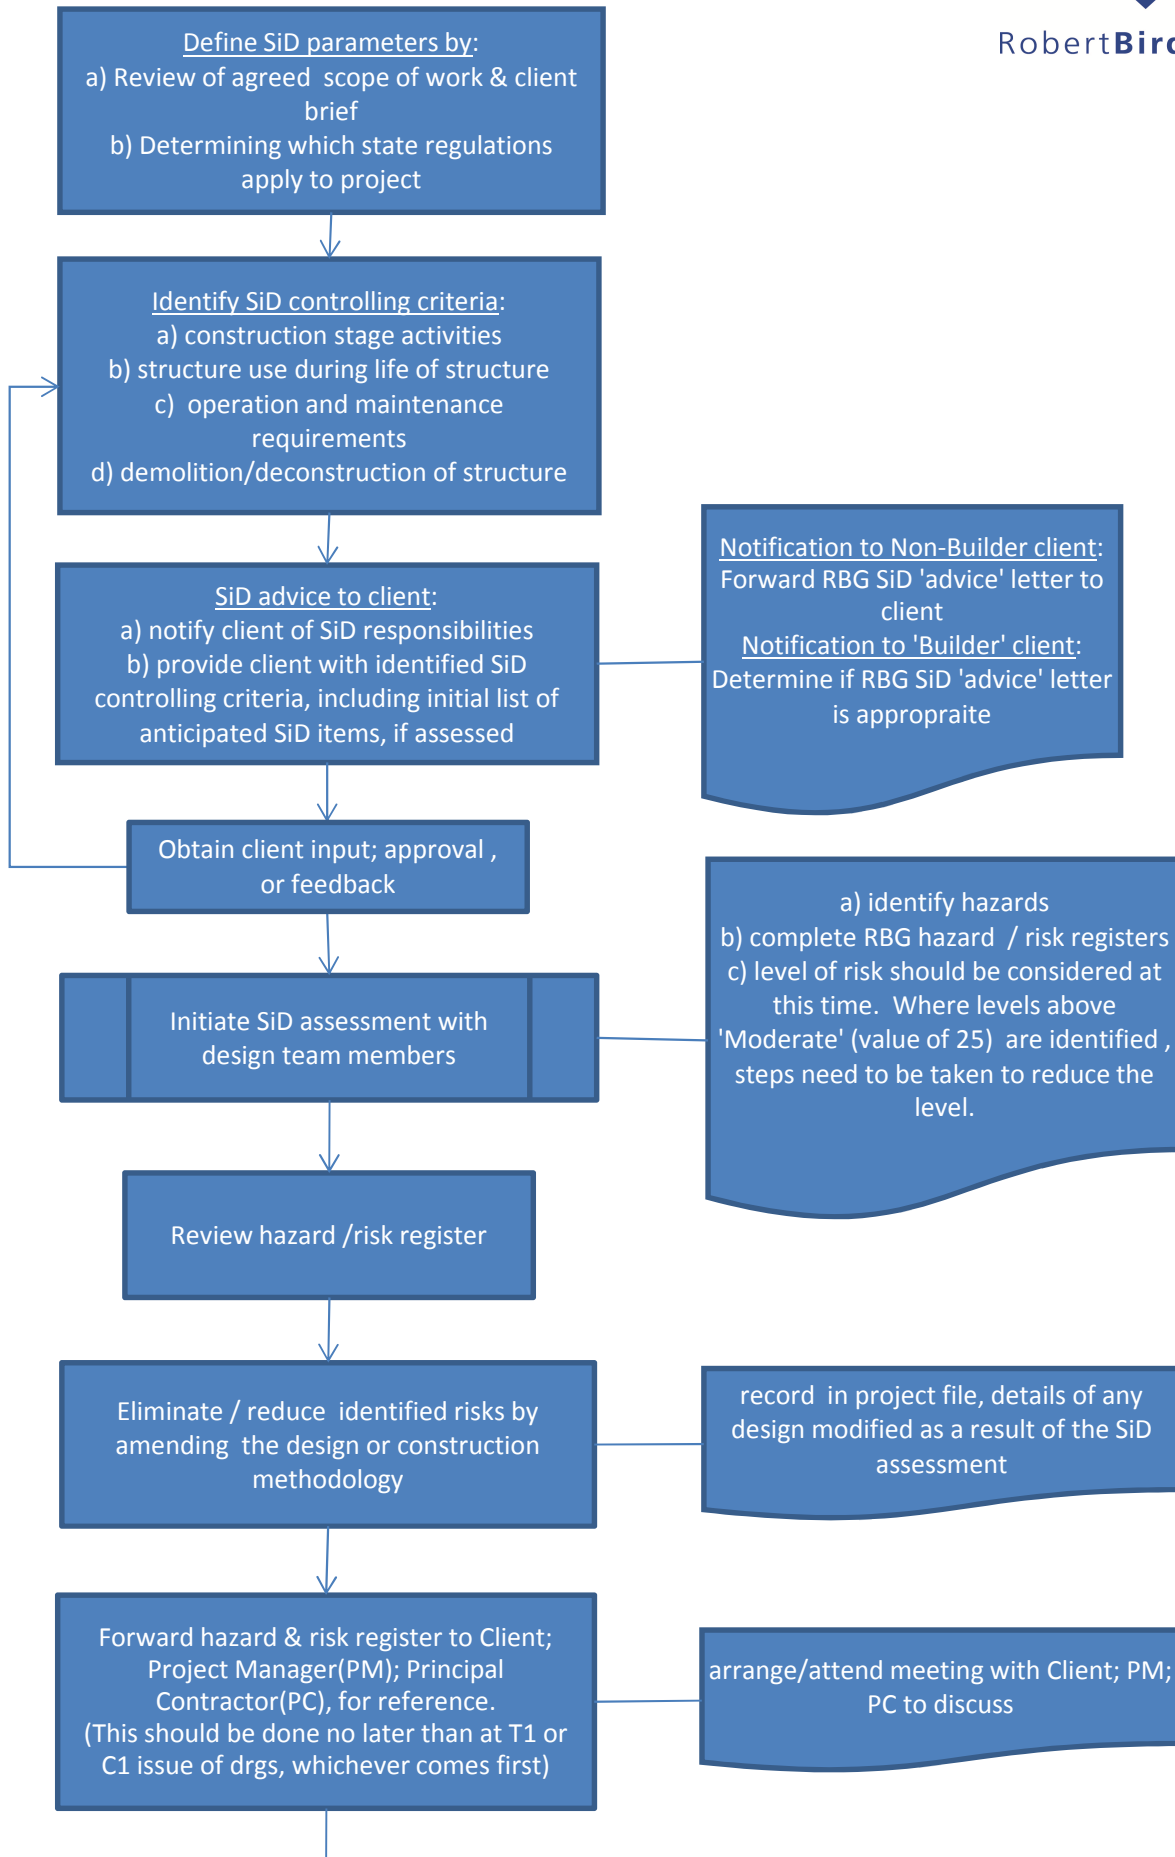 RobertBird
Define SiD parameters by:
a) Review of agreed scope of work & client
brief
b) Determining which state regulations
apply to project
Identify SiD controlling criteria:
a) construction stage activities
b) structure use during life of structure
c) operation and maintenance
requirements
d) demolition/deconstruction of structure
SiD advice to client:
a) notify client of SiD responsibilities
b) provide client with identified SiD
controlling criteria, including initial list of
anticipated SiD items, if assessed
Notification to Non-Builder client:
Forward RBG SiD 'advice' letter to
client
Notification to 'Builder' client:
Determine if RBG SiD 'advice' letter
is appropraite
Obtain client input; approval ,
or feedback
Initiate SiD assessment with
design team members
a) identify hazards
b) complete RBG hazard / risk registers
c) level of risk should be considered at
this time. Where levels above
'Moderate' (value of 25) are identified ,
steps need to be taken to reduce the
level.
Review hazard /risk register
Eliminate / reduce identified risks by
amending the design or construction
methodology
record in project file, details of any
design modified as a result of the SiD
assessment
Forward hazard & risk register to Client;
Project Manager(PM); Principal
Contractor(PC), for reference.
(This should be done no later than at T1 or
C1 issue of drgs, whichever comes first)
arrange/attend meeting with Client; PM;
PC to discuss